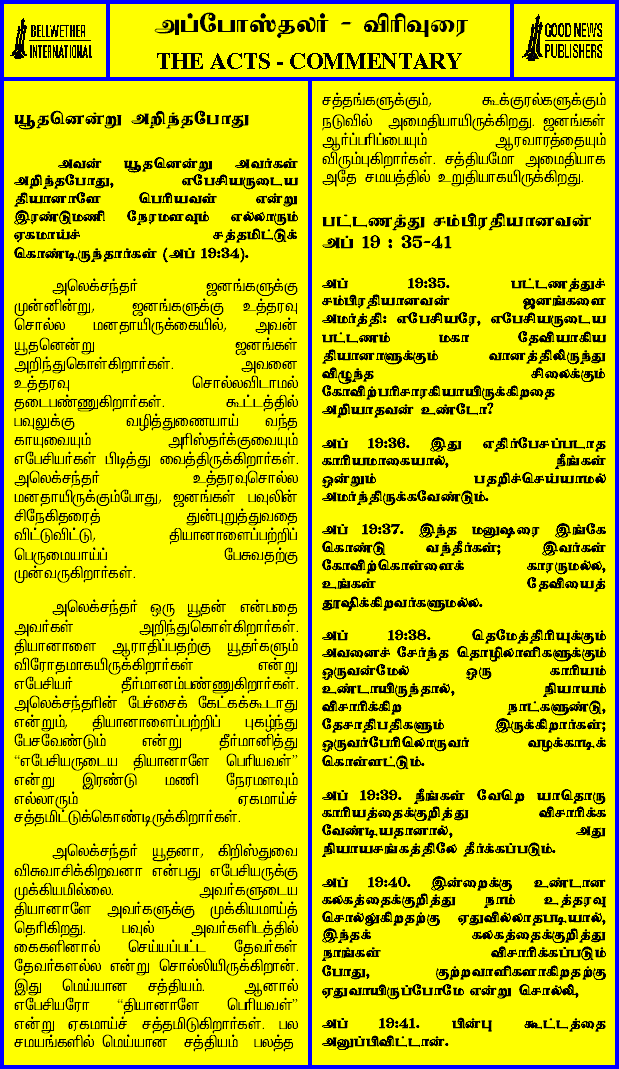 BELLWETHER
INTERNATIONAL
அப்போஸ்தலர் - விரிவுரை
THE ACTS - COMMENTARY
GOOD NEWS
PUBLISHERS
யூதனென்று அறிந்தபோது
அவன் யூதனென்று அவர்கள்
அறிந்தபோது, எபேசியருடைய
தியானாளே பெரியவள் என்று
இரண்டுமணி நேரமளவும் எல்லாரும்
ஏகமாய்ச் சத்தமிட்டுக்
கொண்டிருந்தார்கள் (அப் 19:34).
அலெக்சந்தர் ஜனங்களுக்கு
முன்னின்று, ஜனங்களுக்கு உத்தரவு
சொல்ல மனதாயிருக்கையில், அவன்
யூதனென்று ஜனங்கள்
அறிந்துகொள்கிறார்கள். அவனை
உத்தரவு சொல்லவிடாமல்
தடைபண்ணுகிறார்கள். கூட்டத்தில்
பவுலுக்கு வழித்துணையாய் வந்த
காயுவையும் அரிஸ்தர்க்குவையும்
எபேசியர்கள் பிடித்து வைத்திருக்கிறார்கள்.
அலெக்சந்தர் உத்தரவுசொல்ல
மனதாயிருக்கும்போது, ஜனங்கள் பவுலின்
சிநேகிதரைத் துன்புறுத்துவதை
விட்டுவிட்டு, தியானாளைப்பற்றிப்
பெருமையாய்ப் பேசுவதற்கு
முன்வருகிறார்கள்.
அலெக்சந்தர் ஒரு யூதன் என்பதை
அவர்கள் அறிந்துகொள்கிறார்கள்.
தியானாளை ஆராதிப்பதற்கு யூதர்களும்
விரோதமாகயிருக்கிறார்கள் என்று
எபேசியர் தீர்மானம்பண்ணுகிறார்கள்.
அலெக்சந்தரின் பேச்சைக் கேட்கக்கூடாது
என்றும், தியானாளைப்பற்றிப் புகழ்ந்து
பேசவேண்டும் என்று தீர்மானித்து
“எபேசியருடைய தியானாளே பெரியவள்”
என்று இரண்டு மணி நேரமளவும்
எல்லாரும் ஏகமாய்ச்
சத்தமிட்டுக்கொண்டிருக்கிறார்கள்.
அலெக்சந்தர் யூதனா, கிறிஸ்துவை
விசுவாசிக்கிறவனா என்பது எபேசியருக்கு
முக்கியமில்லை. அவர்களுடைய
தியானாளே அவர்களுக்கு முக்கியமாய்த்
தெரிகிறது. பவுல் அவர்களிடத்தில்
கைகளினால் செய்யப்பட்ட தேவர்கள்
தேவர்களல்ல என்று சொல்லியிருக்கிறான்.
இது மெய்யான சத்தியம். ஆனால்
எபேசியரோ “தியானாளே பெரியவள்”
என்று ஏகமாய்ச் சத்தமிடுகிறார்கள். பல
சமயங்களில் மெய்யான சத்தியம் பலத்த
சத்தங்களுக்கும், கூக்குரல்களுக்கும்
நடுவில் அமைதியாயிருக்கிறது. ஜனங்கள்
ஆர்ப்பரிப்பையும் ஆரவாரத்தையும்
விரும்புகிறார்கள். சத்தியமோ அமைதியாக
அதே சமயத்தில் உறுதியாகயிருக்கிறது.
பட்டணத்து சம்பிரதியானவன்
அப் 19 : 35-41
அப் 19:35. பட்டணத்துச்
சம்பிரதியானவன் ஜனங்களை
அமர்த்தி: எபேசியரே, எபேசியருடைய
பட்டணம் மகா தேவியாகிய
தியானாளுக்கும் வானத்திலிருந்து
விழுந்த சிலைக்கும்
கோவிற்பரிசாரகியாயிருக்கிறதை
அறியாதவன் உண்டோ?
அப் 19:36. இது எதிர்பேசப்படாத
காரியமாகையால், நீங்கள்
ஒன்றும் பதறிச்செய்யாமல்
அமர்ந்திருக்கவேண்டும்.
அப் 19:37. இந்த மனுஷரை இங்கே
கொண்டு வந்தீர்கள்; இவர்கள்
கோவிற்கொள்ளைக் காரருமல்ல,
உங்கள் தேவியைத்
தூஷிக்கிறவர்களுமல்ல.
அப் 19:38. தெமேத்திரியுக்கும்
அவனைச் சேர்ந்த தொழிலாளிகளுக்கும்
ஒருவன்மேல் ஒரு காரியம்
உண்டாயிருந்தால், நியாயம்
விசாரிக்கிற நாட்களுண்டு,
தேசாதிபதிகளும் இருக்கிறார்கள்;
ஒருவர்பேரிலொருவர் வழக்காடிக்
கொள்ளட்டும்.
அப் 19:39. நீங்கள் வேறெ யாதொரு
காரியத்தைக்குறித்து விசாரிக்க
வேண்டியதானால், அது
நியாயசங்கத்திலே தீர்க்கப்படும்.
அப் 19:40. இன்றைக்கு உண்டான
கலகத்தைக்குறித்து நாம் உத்தரவு
சொல்லுகிறதற்கு ஏதுவில்லாதபடியால்,
இந்தக் கலகத்தைக்குறித்து
நாங்கள் விசாரிக்கப்படும்
போது, குற்றவாளிகளாகிறதற்கு
ஏதுவாயிருப்போமே என்று சொல்லி,
அப் 19:41. பின்பு கூட்டத்தை
அனுப்பிவிட்டான்.